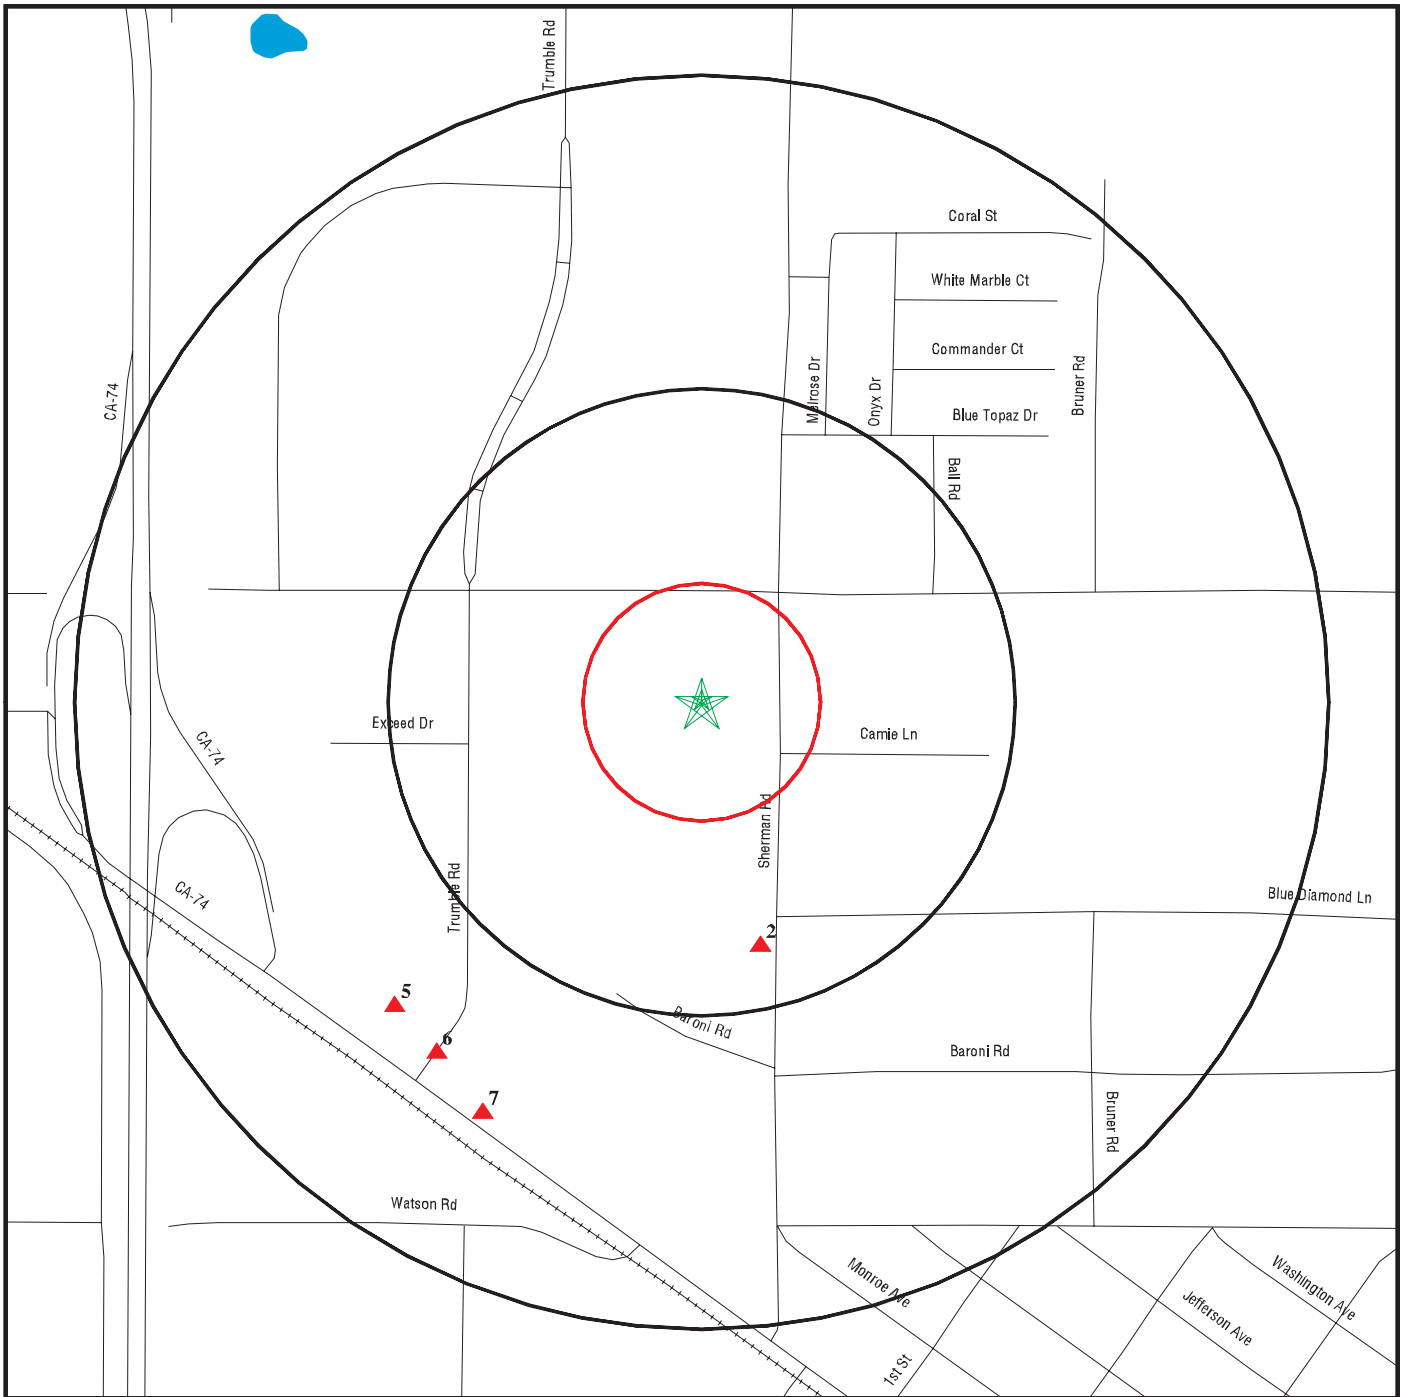 Trumble Rd
Coral St
White Marble Ct
Commander Ct
CA-74
Melrose Dr
Onyx Dr
Bruner Rd
Blue Topaz Dr
Ball Rd
Exceed Dr
Camie Ln
CA-74
Sherman Rd
CA-74
Trumble Rd
Blue Diamond Ln
2
5
Baroni Rd
6
Baroni Rd
7
Bruner Rd
Watson Rd
Monroe Ave
Washington Ave
Jefferson Ave
1st St